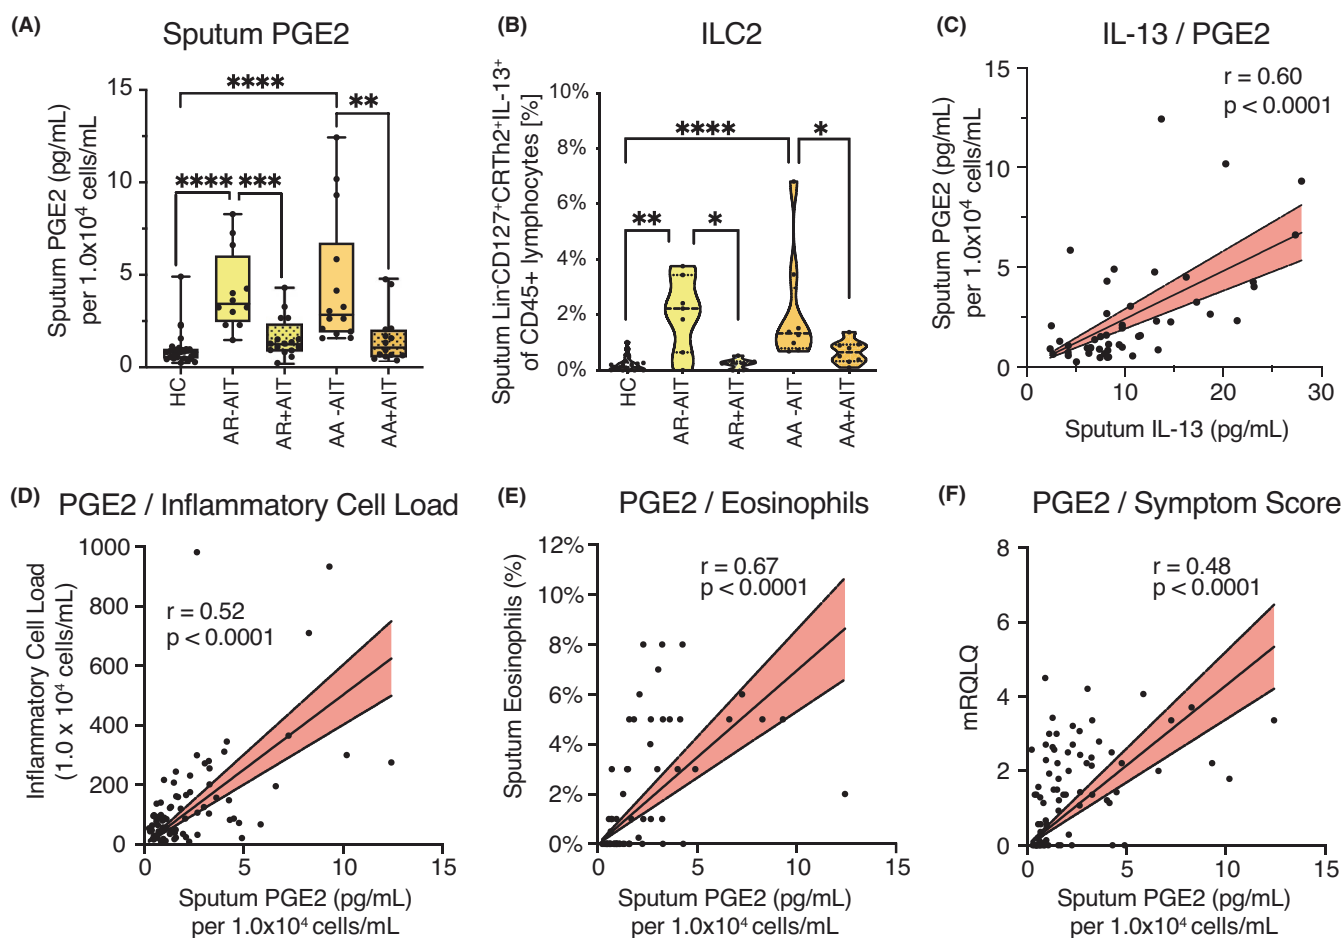 (A)
Sputum PGE2
Sputum PGE2 (pg/mL)
per 1.0x10⁴ cells/mL
15
10
5
0
****
**
****
***
HC
AR-AIT
AR+AIT
AA -AIT
AA+AIT
(B)
ILC2
Sputum Lin⁻CD127⁺CRTh2⁺IL-13⁺
of CD45+ lymphocytes [%]
10%
8%
6%
4%
2%
0%
****
*
**
*
HC
AR-AIT
AR+AIT
AA -AIT
AA+AIT
(C)
IL-13 / PGE2
r = 0.60
p < 0.0001
Sputum PGE2 (pg/mL)
per 1.0x10⁴ cells/mL
15
10
5
0
0 10 20 30
Sputum IL-13 (pg/mL)
(D)
PGE2 / Inflammatory Cell Load
r = 0.52
p < 0.0001
Inflammatory Cell Load
(1.0 x 10⁴ cells/mL)
1000
800
600
400
200
0
0 5 10 15
Sputum PGE2 (pg/mL)
per 1.0x10⁴ cells/mL
(E)
PGE2 / Eosinophils
r = 0.67
p < 0.0001
Sputum Eosinophils (%)
12%
10%
8%
6%
4%
2%
0%
0 5 10 15
Sputum PGE2 (pg/mL)
per 1.0x10⁴ cells/mL
(F)
PGE2 / Symptom Score
r = 0.48
p < 0.0001
mRQLQ
8
6
4
2
0
0 5 10 15
Sputum PGE2 (pg/mL)
per 1.0x10⁴ cells/mL